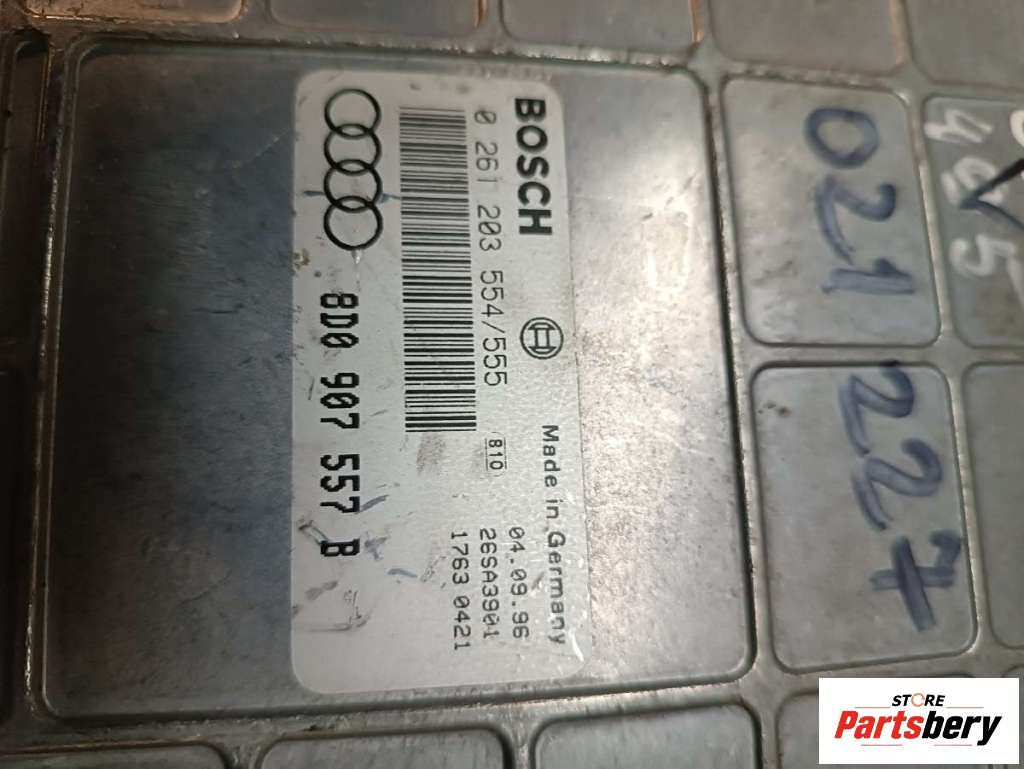 BOSCH
0 261 203 554/555
8D0 907 557 B
810
Made in Germany
04.09.96
26SA3901
1763 0421
021
227
STORE
Partsbery